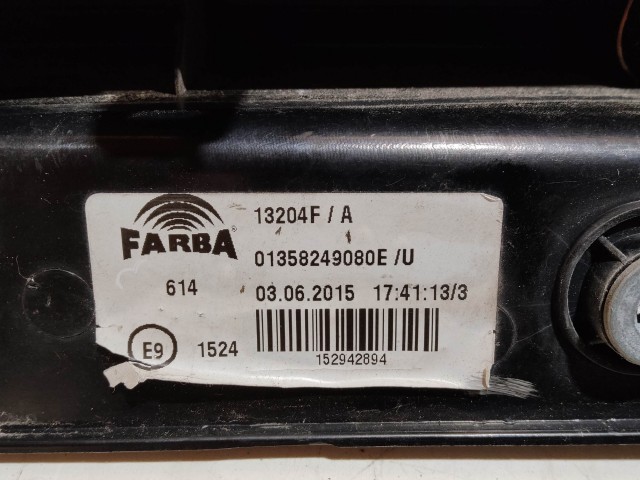 FARBA
13204F / A
01358249080E /U
614
03.06.2015 17:41:13/3
E9
1524
152942894